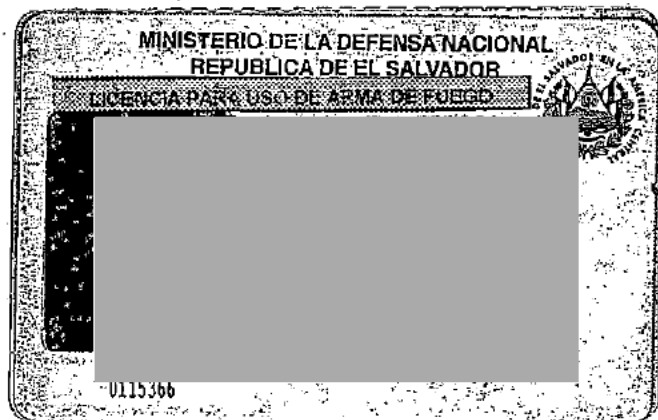 MINISTERIO DE LA DEFENSA NACIONAL
REPUBLICA DE EL SALVADOR
LICENCIA PARA USO DE ARMA DE FUEGO
0115366